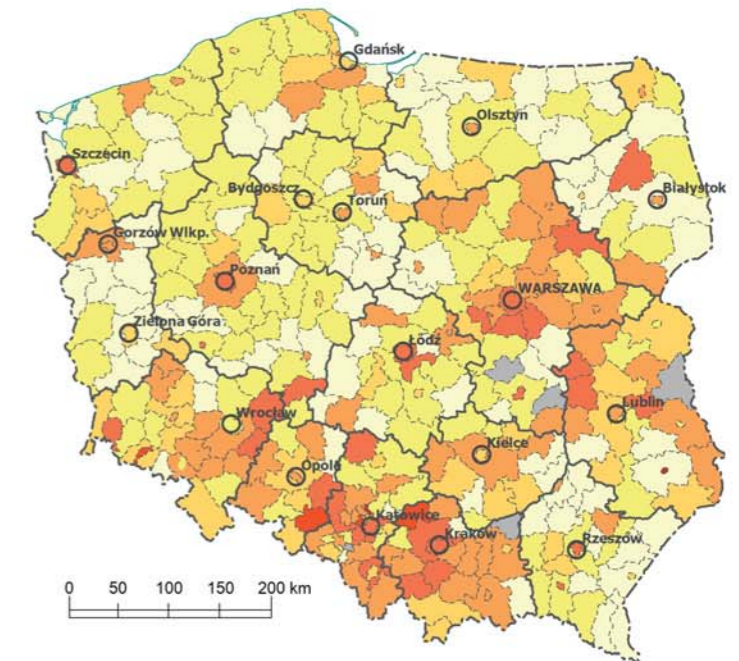 Gdańsk
Olsztyn
Szczecin
Białystok
Bydgoszcz
Toruń
Gorzów Wlkp.
Poznań
WARSZAWA
Zielona Góra
Łódź
Wrocław
Lublin
Kielce
Opole
Katowice
Kraków
Rzeszów
0 50 100 150 200 km